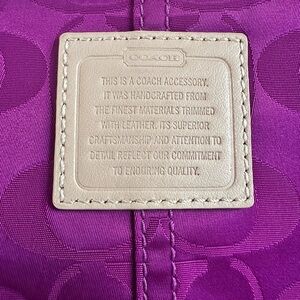 COACH
THIS IS A COACH ACCESSORY.
IT WAS HANDCRAFTED FROM
THE FINEST MATERIALS TRIMMED
WITH LEATHER. ITS SUPERIOR
CRAFTSMANSHIP AND ATTENTION TO
DETAIL REFLECT OUR COMMITMENT
TO ENDURING QUALITY.